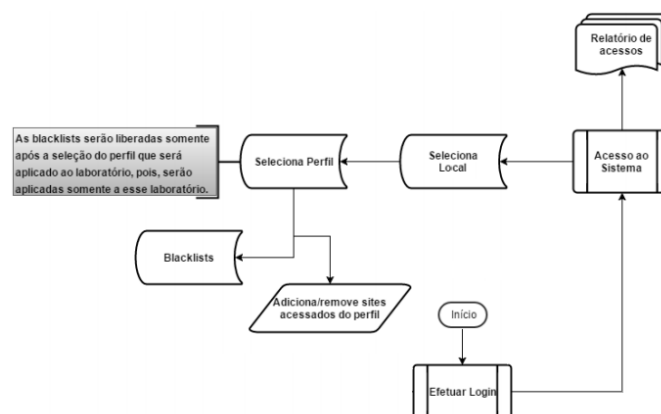 Relatório de
acessos
As blacklists serão liberadas somente
após a seleção do perfil que será
aplicado ao laboratório, pois, serão
aplicadas somente a esse laboratório.
Seleciona Perfil
Seleciona
Local
Acesso ao
Sistema
Blacklists
Adiciona/remove sites
acessados do perfil
Início
Efetuar Login